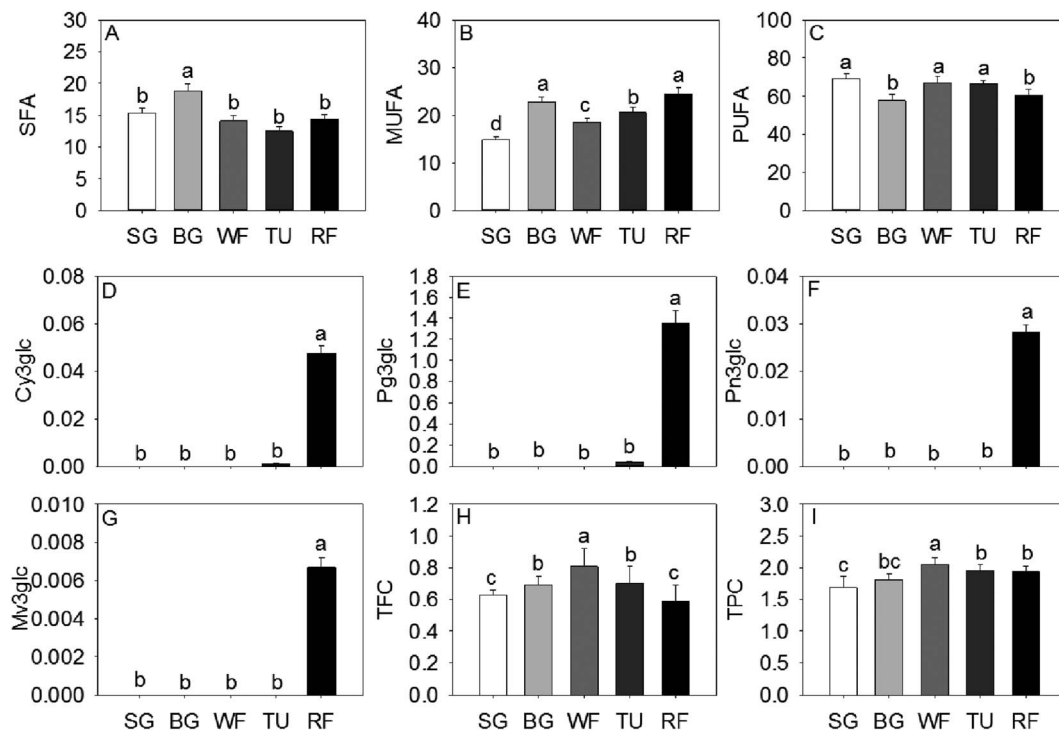 A
SFA
30
25
20
15
10
5
0
b
a
b
b
b
SG BG WF TU RF
B
MUFA
40
30
20
10
0
d
a
c
b
a
SG BG WF TU RF
C
PUFA
100
80
60
40
20
0
a
b
a
a
b
SG BG WF TU RF
D
Cy3glc
0.08
0.06
0.04
0.02
0.00
b b b b a
E
Pg3glc
1.8
1.6
1.4
1.2
1.0
0.8
0.6
0.4
0.2
0.0
b b b b a
F
Pn3glc
0.04
0.03
0.02
0.01
0.00
b b b b a
G
Mv3glc
0.010
0.008
0.006
0.004
0.002
0.000
b b b b a
SG BG WF TU RF
H
TFC
1.2
1.0
0.8
0.6
0.4
0.2
0.0
c b a b c
SG BG WF TU RF
I
TPC
3.0
2.5
2.0
1.5
1.0
0.5
0.0
c bc a b b
SG BG WF TU RF